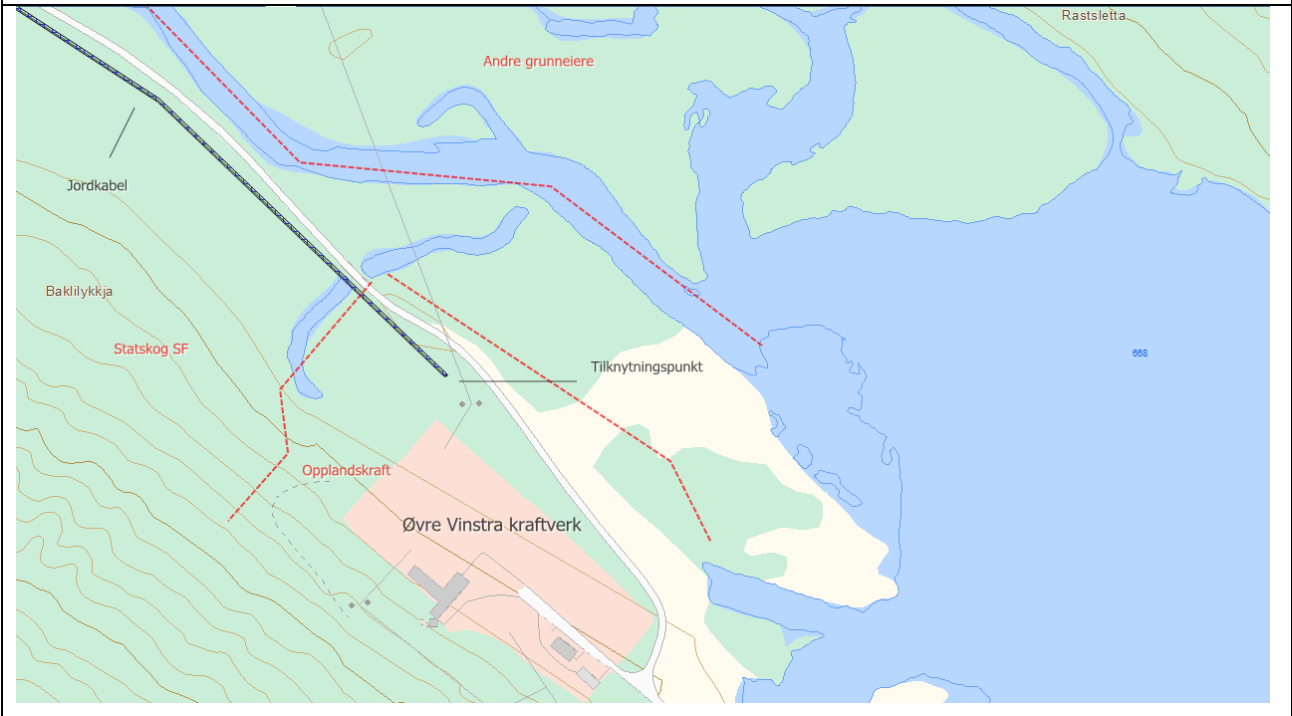 Rastsletta
Andre grunneiere
Jordkabel
Baklilykkja
Statskog SF
668
Tilknytningspunkt
Opplandskraft
Øvre Vinstra kraftverk